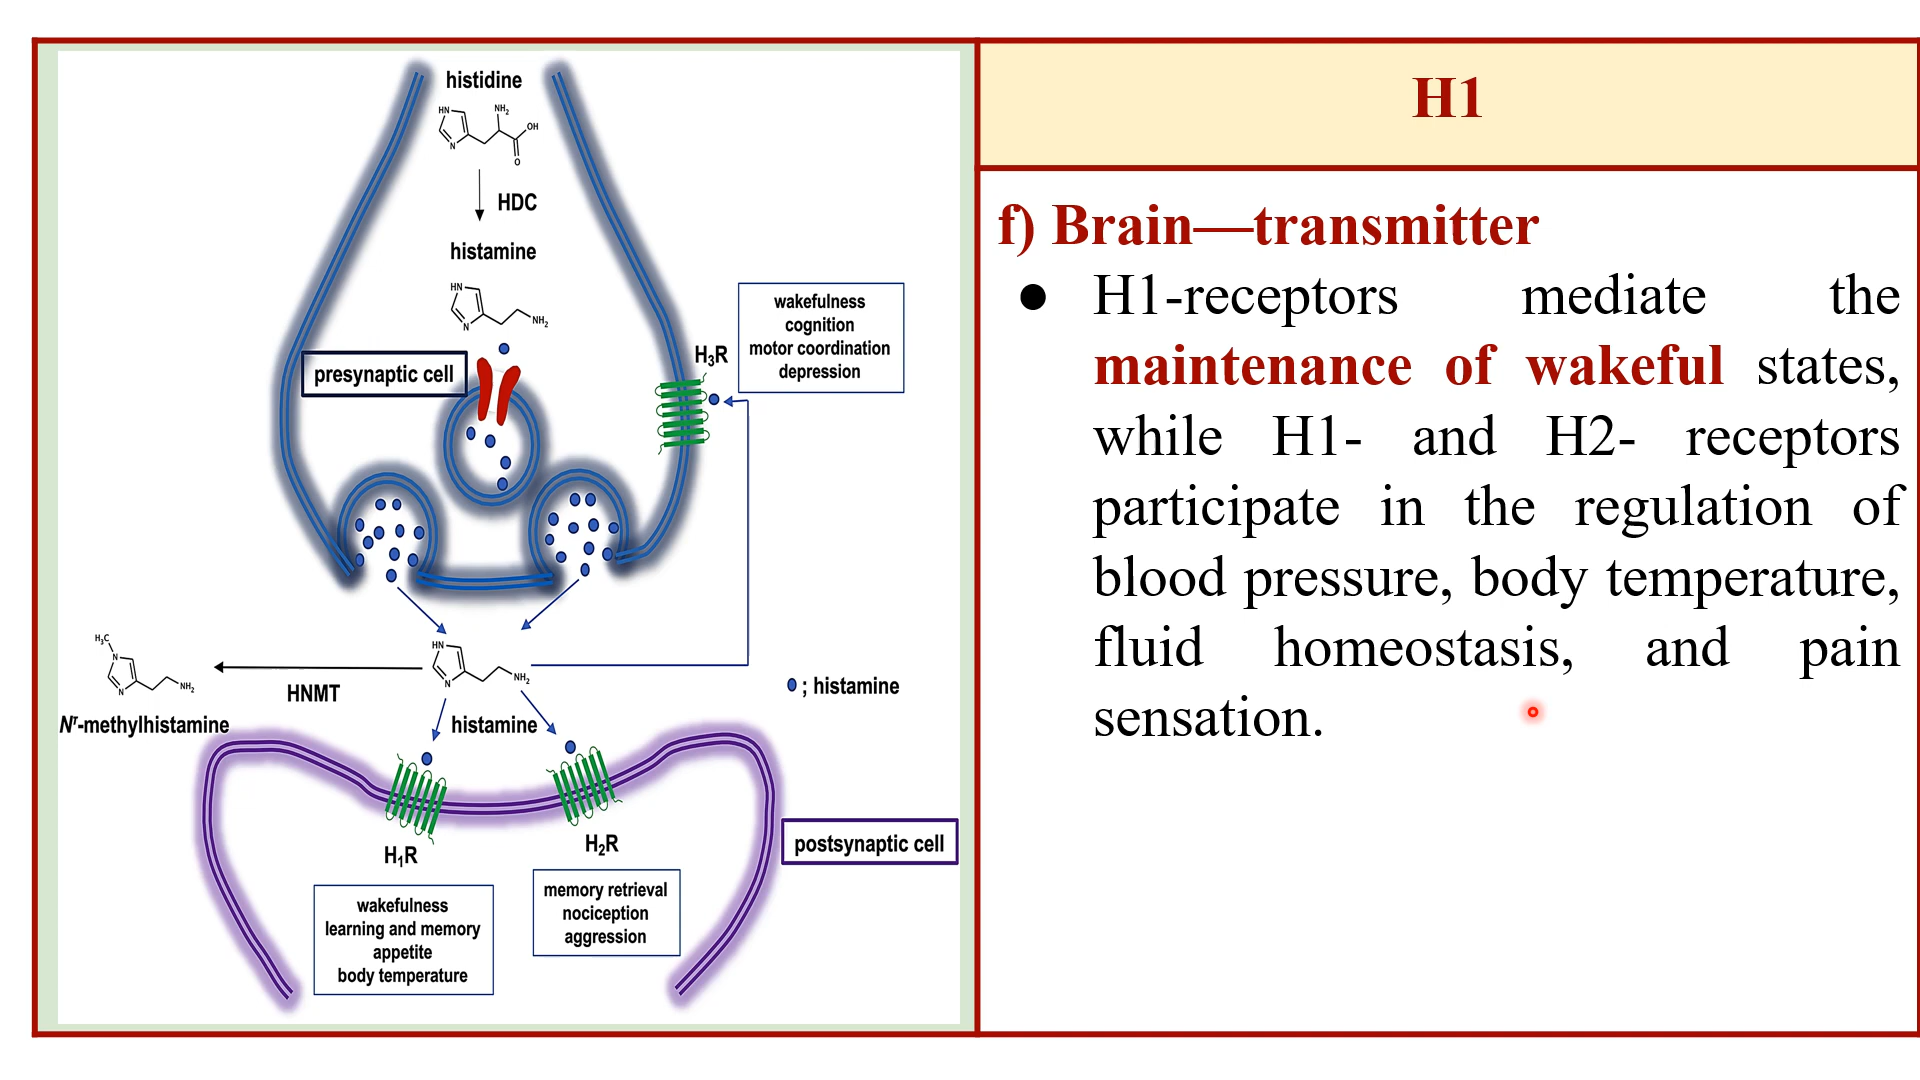 histidine
HN
NH2
OH
N
O
HDC
histamine
HN
N
NH2
presynaptic cell
H3R
wakefulness
cognition
motor coordination
depression
H3C
N
N
NH2
HNMT
Nτ-methylhistamine
HN
N
NH2
histamine
; histamine
H1R
H2R
postsynaptic cell
wakefulness
learning and memory
appetite
body temperature
memory retrieval
nociception
aggression
H1
f) Brain—transmitter
● H1-receptors mediate the
maintenance of wakeful states,
while H1- and H2- receptors
participate in the regulation of
blood pressure, body temperature,
fluid homeostasis, and pain
sensation.